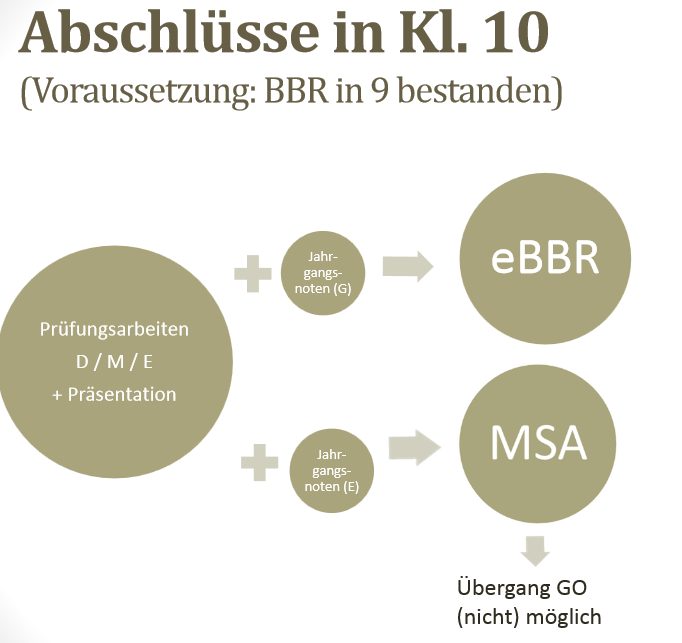 Abschlüsse in Kl. 10
(Voraussetzung: BBR in 9 bestanden)
Prüfungsarbeiten
D / M / E
+ Präsentation
Jahr-
gangs-
noten (G)
eBBR
Jahr-
gangs-
noten (E)
MSA
Übergang GO
(nicht) möglich